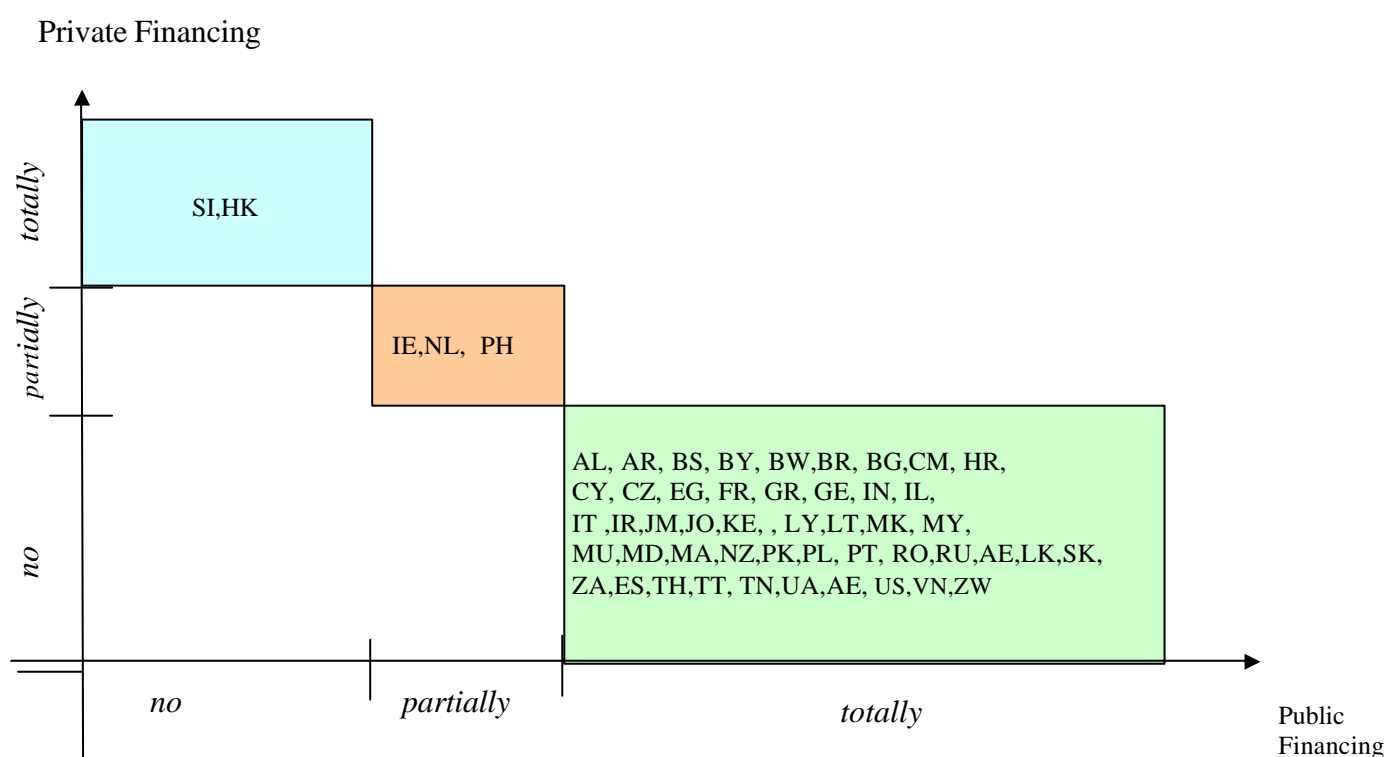 Private Financing
totally
SI,HK
partially
IE,NL, PH
no
AL, AR, BS, BY, BW,BR, BG,CM, HR,
CY, CZ, EG, FR, GR, GE, IN, IL,
IT ,IR,JM,JO,KE, , LY,LT,MK, MY,
MU,MD,MA,NZ,PK,PL, PT, RO,RU,AE,LK,SK,
ZA,ES,TH,TT, TN,UA,AE, US,VN,ZW
no
partially
totally
Public
Financing